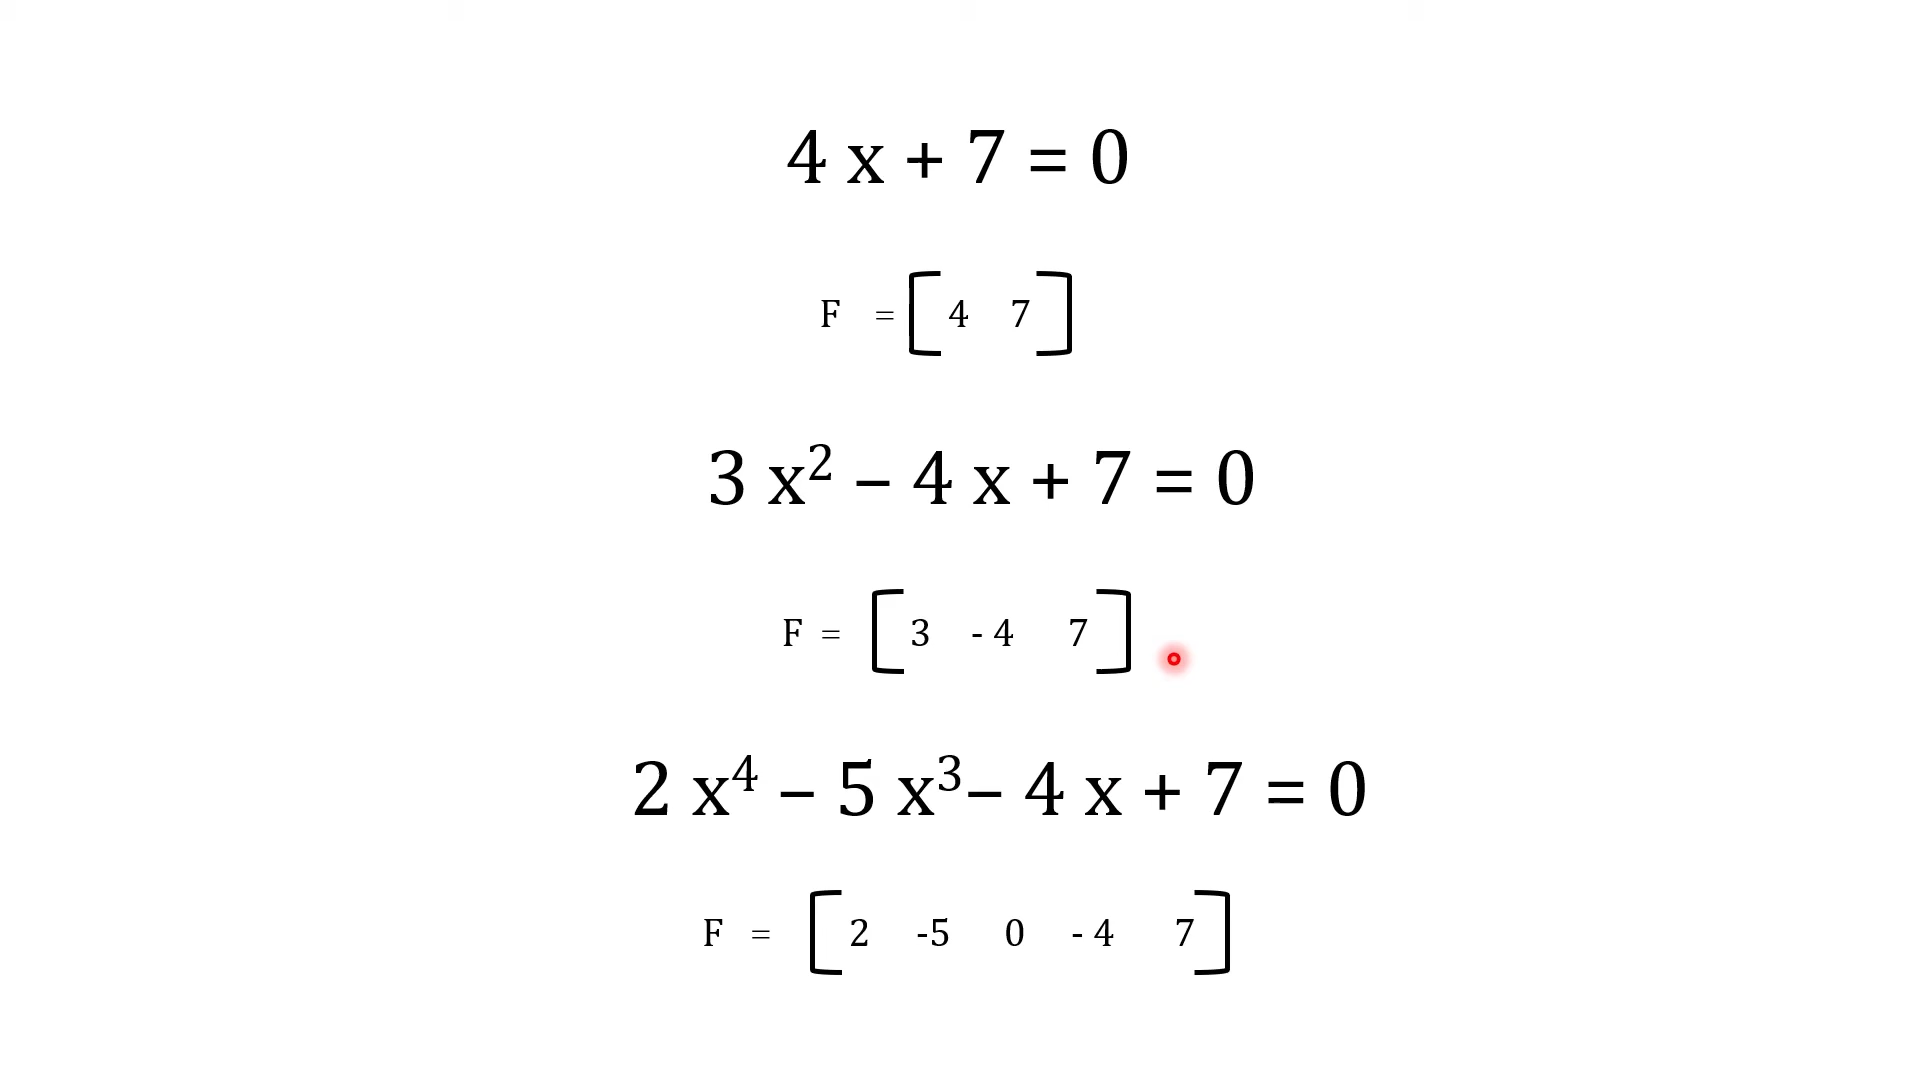 4 x + 7 = 0
F = [ 4 7 ]
3 x² – 4 x + 7 = 0
F = [ 3 - 4 7 ]
2 x⁴ – 5 x³– 4 x + 7 = 0
F = [ 2 -5 0 - 4 7 ]